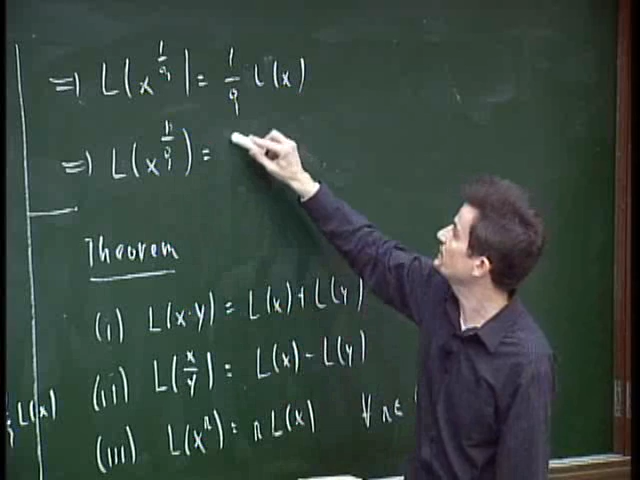 ⇒ L(x^{1/q}) = 1/q L(x)
⇒ L(x^{n/q}) =
Theorem
(i) L(x·y) = L(x) + L(y)
(ii) L(x/y) = L(x) - L(y)
L(x)
(iii) L(x^n) = n L(x) ∀ n ∈